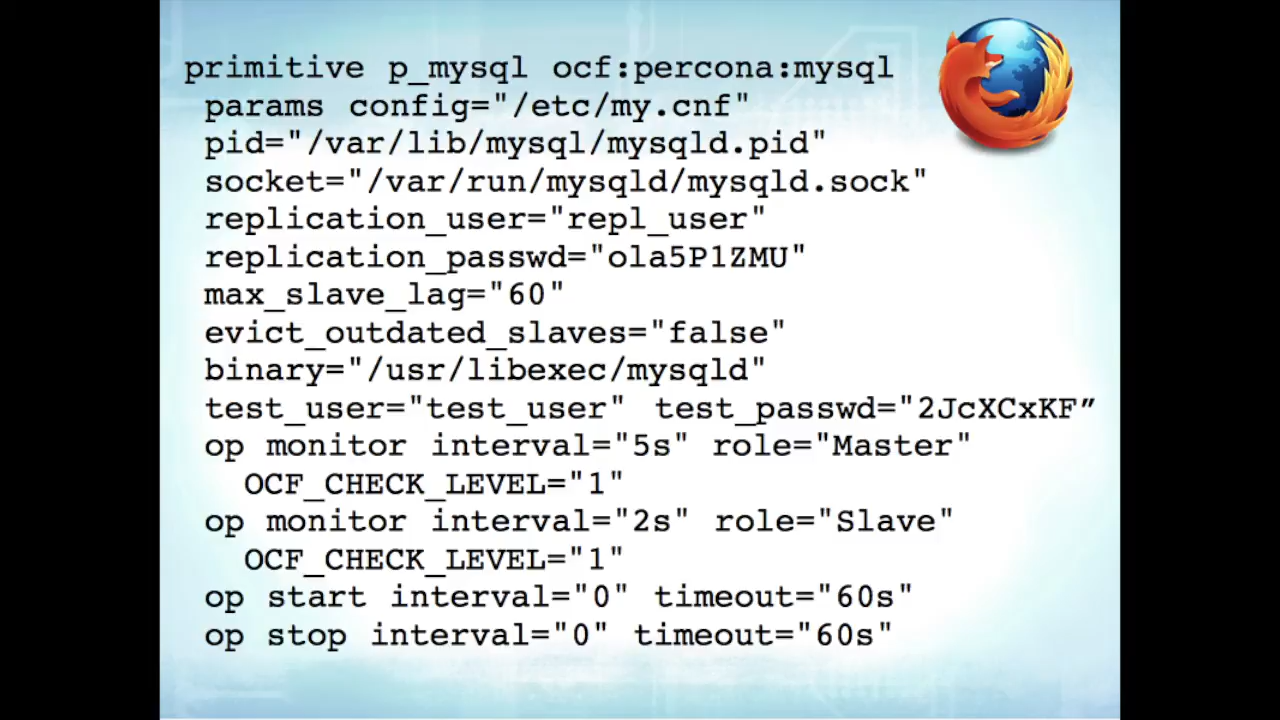 primitive p_mysql ocf:percona:mysql
params config="/etc/my.cnf"
pid="/var/lib/mysql/mysqld.pid"
socket="/var/run/mysqld/mysqld.sock"
replication_user="repl_user"
replication_passwd="ola5P1ZMU"
max_slave_lag="60"
evict_outdated_slaves="false"
binary="/usr/libexec/mysqld"
test_user="test_user" test_passwd="2JcXCxKF”
op monitor interval="5s" role="Master"
OCF_CHECK_LEVEL="1"
op monitor interval="2s" role="Slave"
OCF_CHECK_LEVEL="1"
op start interval="0" timeout="60s"
op stop interval="0" timeout="60s"